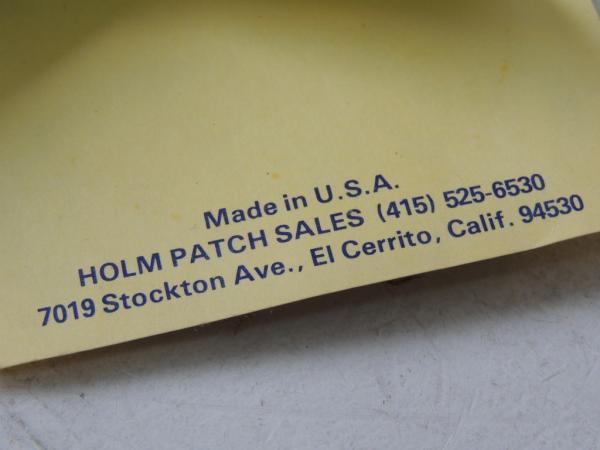 Made in U.S.A.
HOLM PATCH SALES (415) 525-6530
7019 Stockton Ave., El Cerrito, Calif. 94530